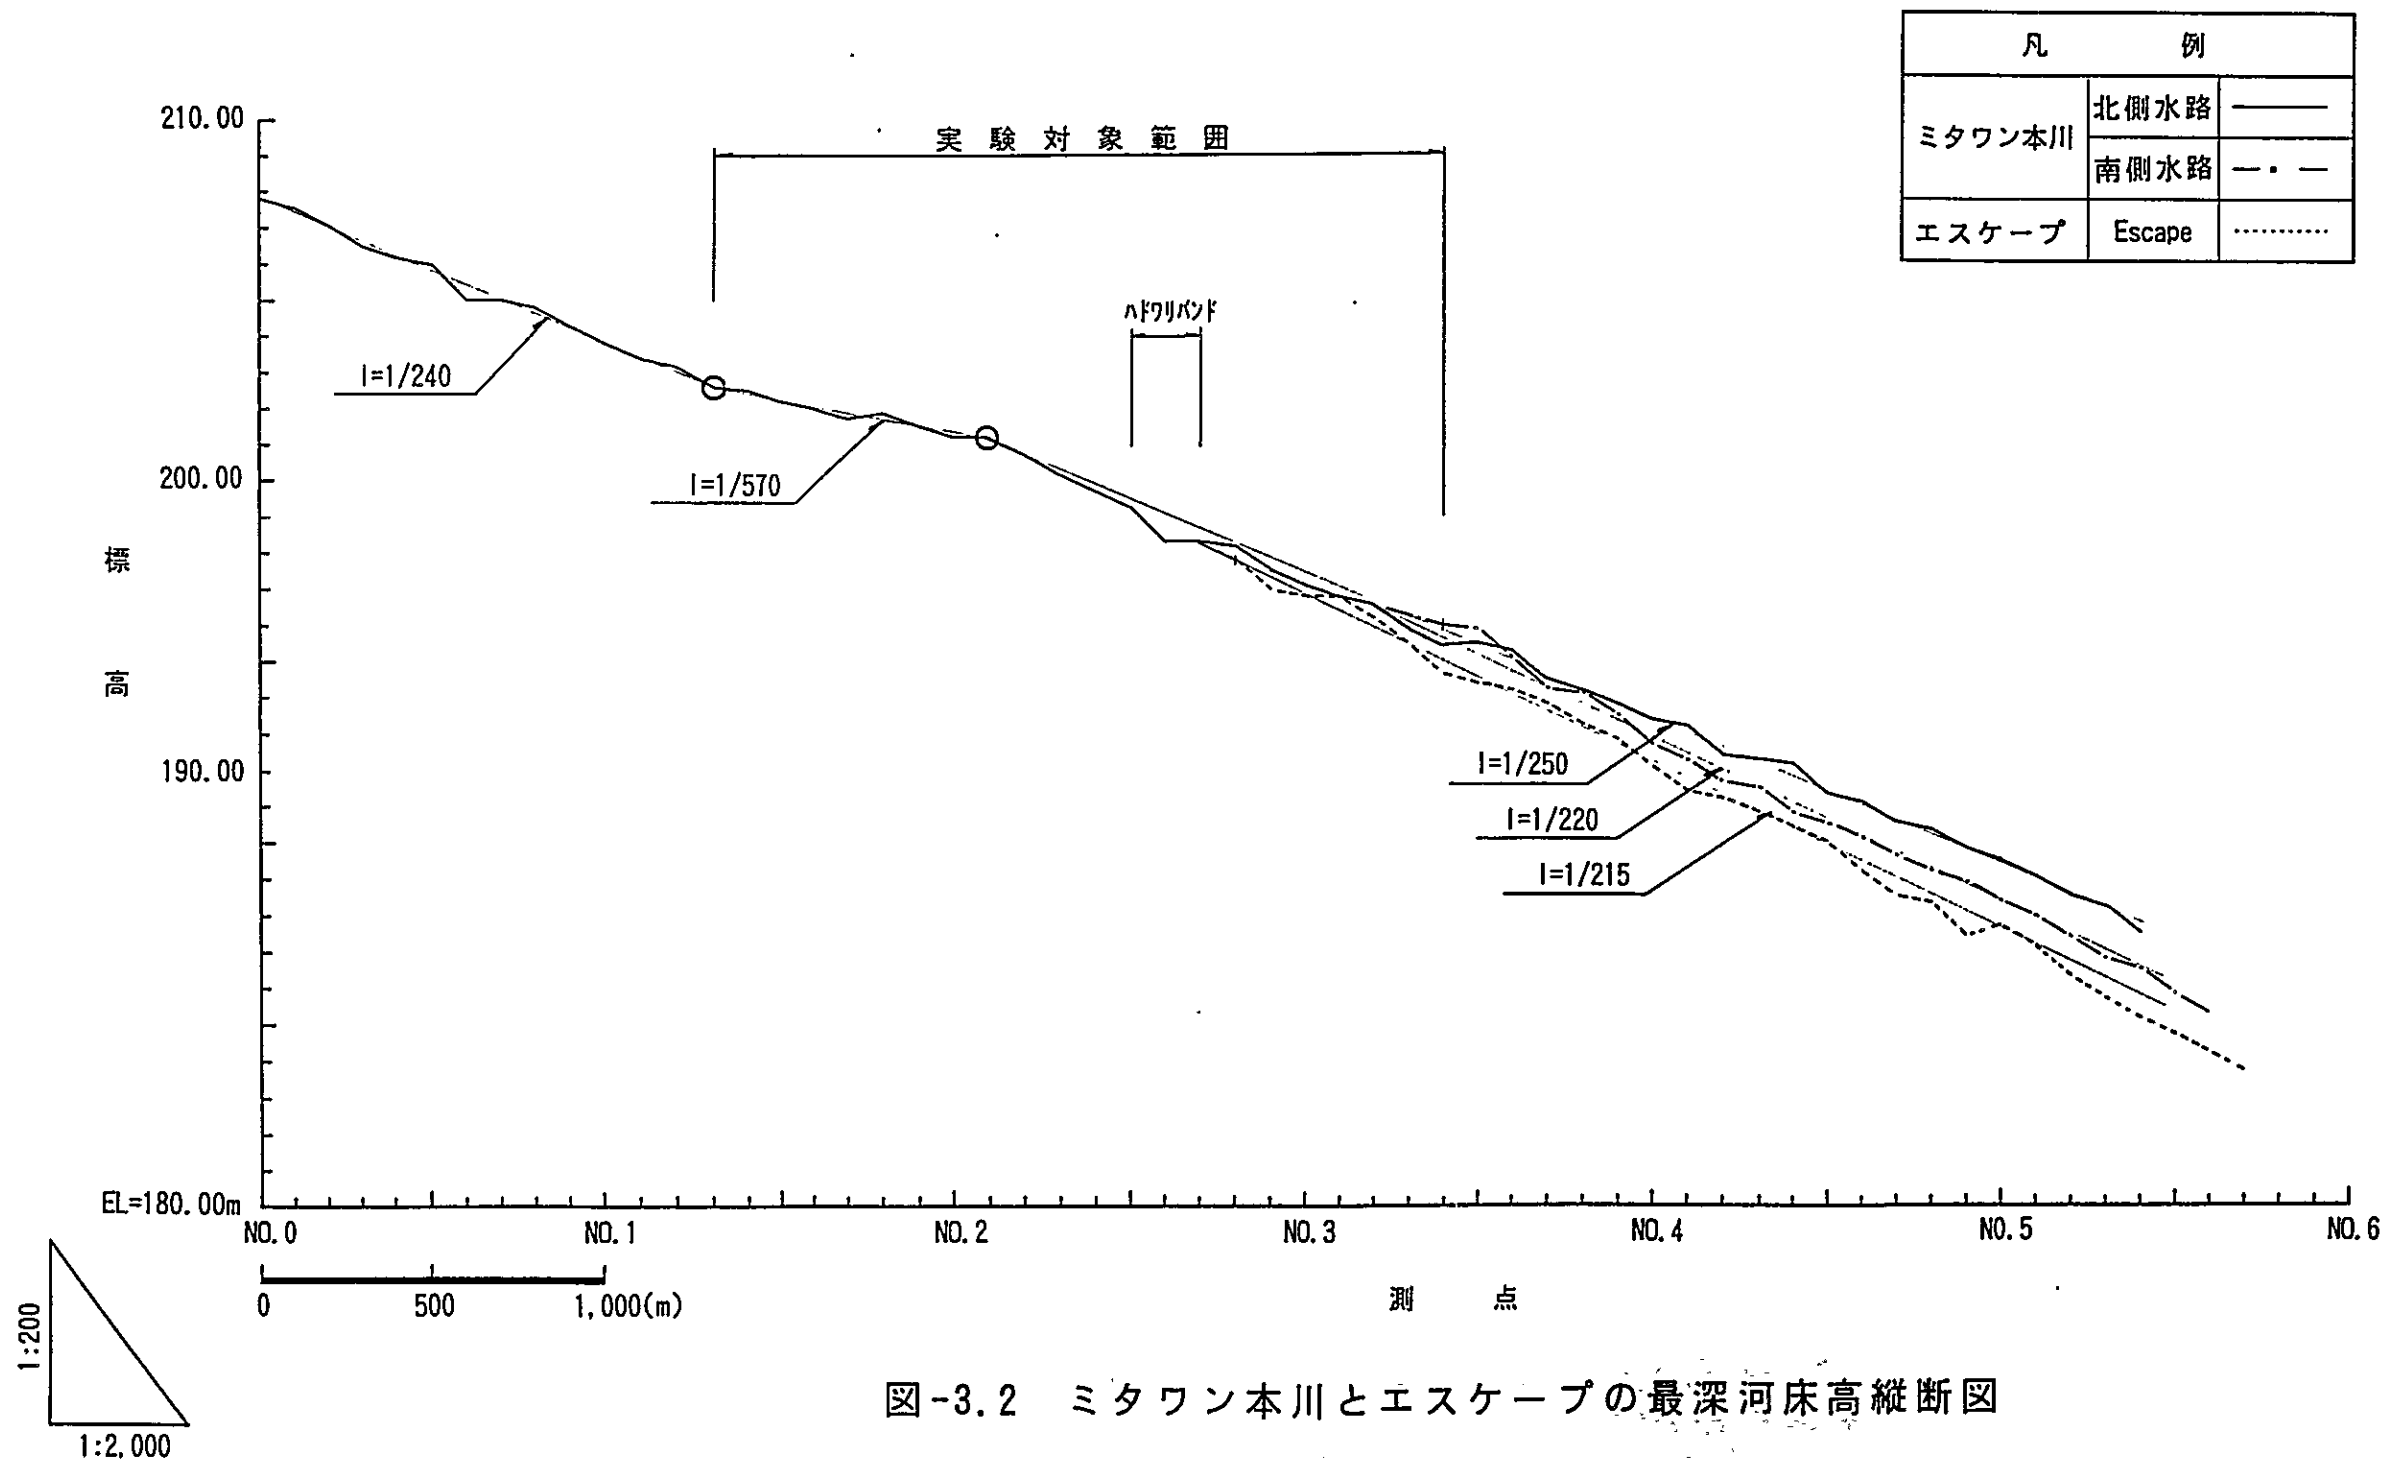 凡 例
ミタワン本川
北側水路
南側水路
エスケープ
Escape
210.00
200.00
190.00
EL=180.00m
標
高
実験対象範囲
ハドワリバンド
I=1/240
I=1/570
I=1/250
I=1/220
I=1/215
NO.0
NO.1
NO.2
NO.3
NO.4
NO.5
NO.6
0
500
1,000(m)
測 点
1:200
1:2,000
図-3.2 ミタワン本川とエスケープの最深河床高縦断図